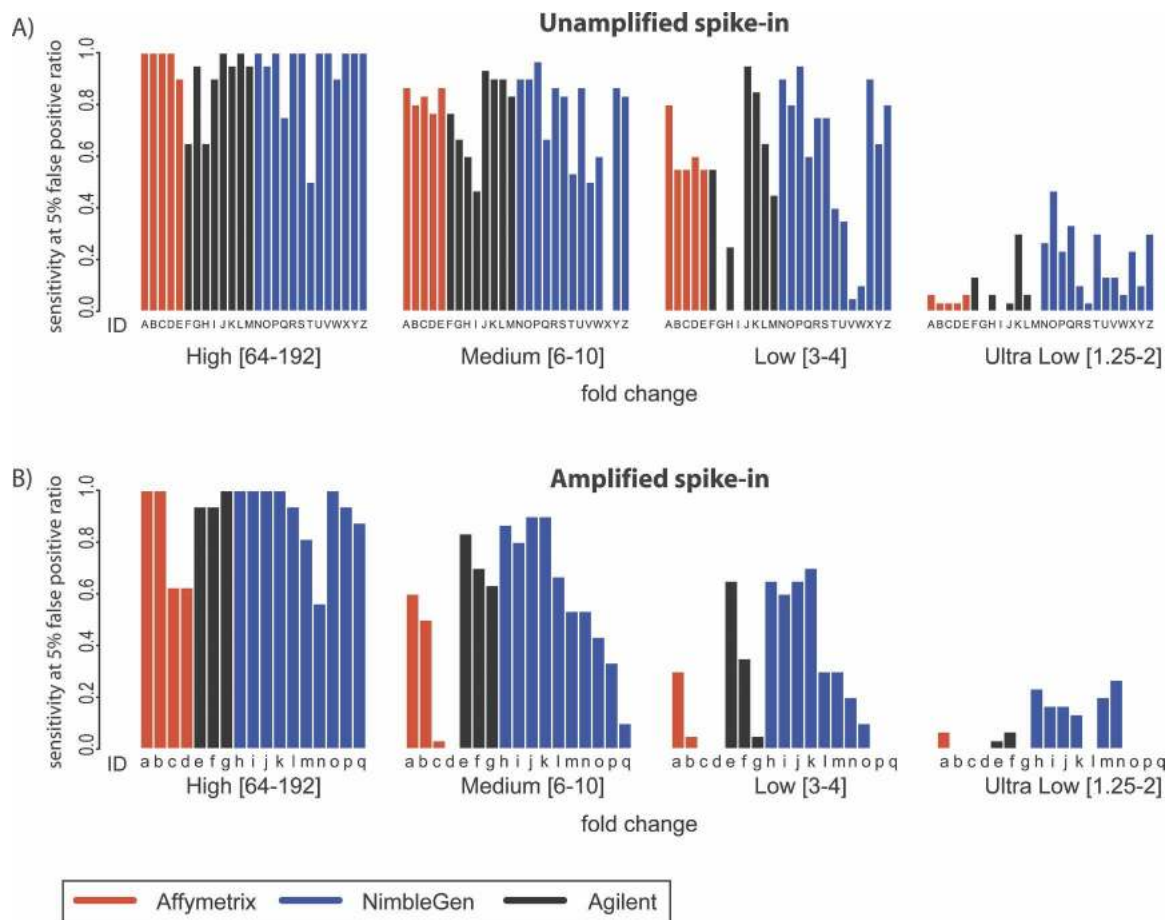 A)
Unamplified spike-in
sensitivity at 5% false positive ratio
0.0 0.2 0.4 0.6 0.8 1.0
ID
ABCDEFGHIJKLMNOPQRSTUVWXYZ ABCDEFGHIJKLMNOPQRSTUVWXYZ ABCDEFGHIJKLMNOPQRSTUVWXYZ ABCDEFGHIJKLMNOPQRSTUVWXYZ
High [64-192] Medium [6-10] Low [3-4] Ultra Low [1.25-2]
fold change
B)
Amplified spike-in
sensitivity at 5% false positive ratio
0.0 0.2 0.4 0.6 0.8 1.0
ID
a b c d e f g h i j k l m n o p q a b c d e f g h i j k l m n o p q a b c d e f g h i j k l m n o p q a b c d e f g h i j k l m n o p q
High [64-192] Medium [6-10] Low [3-4] Ultra Low [1.25-2]
fold change
Affymetrix NimbleGen Agilent